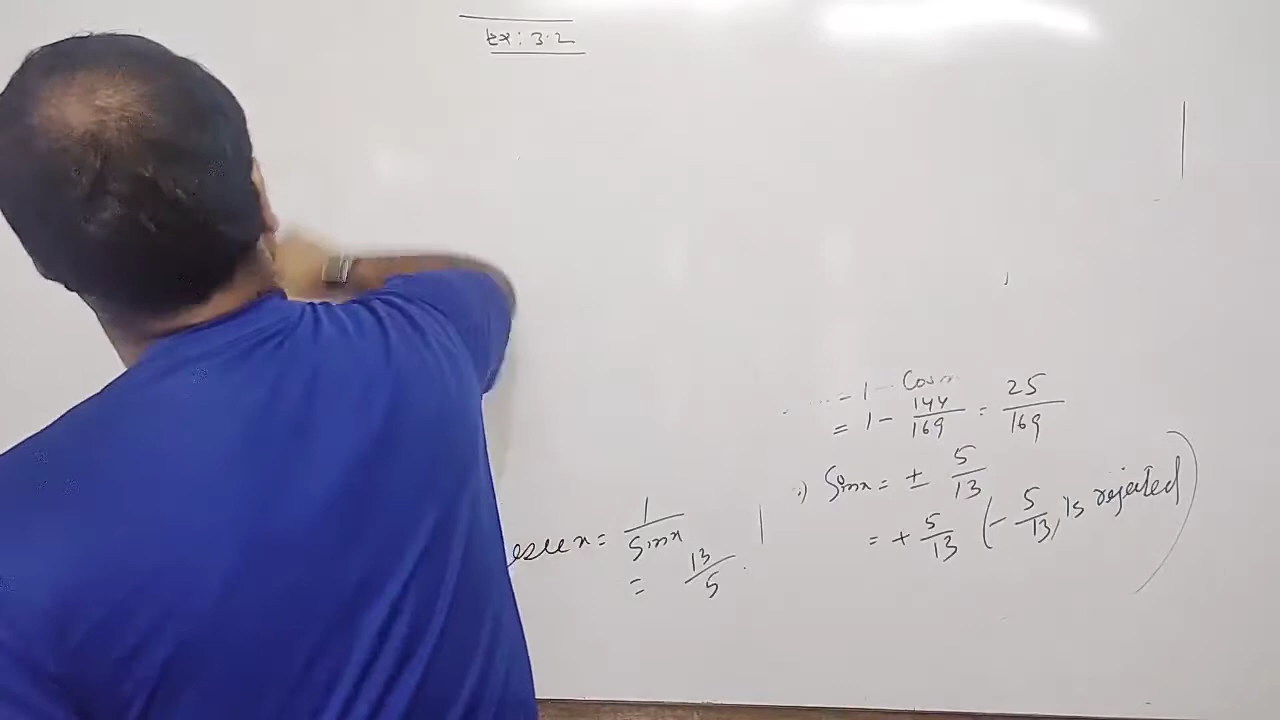 Ex: 3.2
= 1 - Cos
= 1 - 144/169 = 25/169
∴ Sinx = ± 5/13
= + 5/13 (- 5/13, is rejected)
x = 1/Sinx
= 13/5